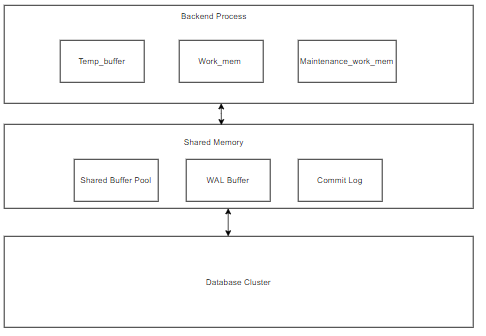 Backend Process
Temp_buffer
Work_mem
Maintenance_work_mem
Shared Memory
Shared Buffer Pool
WAL Buffer
Commit Log
Database Cluster